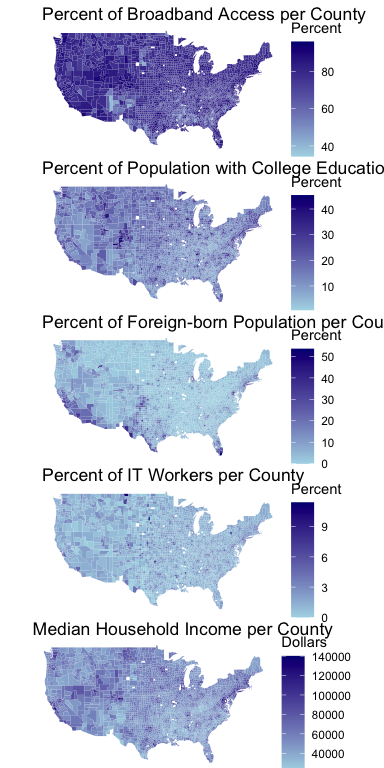 Percent of Broadband Access per County
Percent
80
60
40
Percent of Population with College Educatio
Percent
40
30
20
10
Percent of Foreign-born Population per Cou
Percent
50
40
30
20
10
0
Percent of IT Workers per County
Percent
9
6
3
0
Median Household Income per County
Dollars
140000
120000
100000
80000
60000
40000